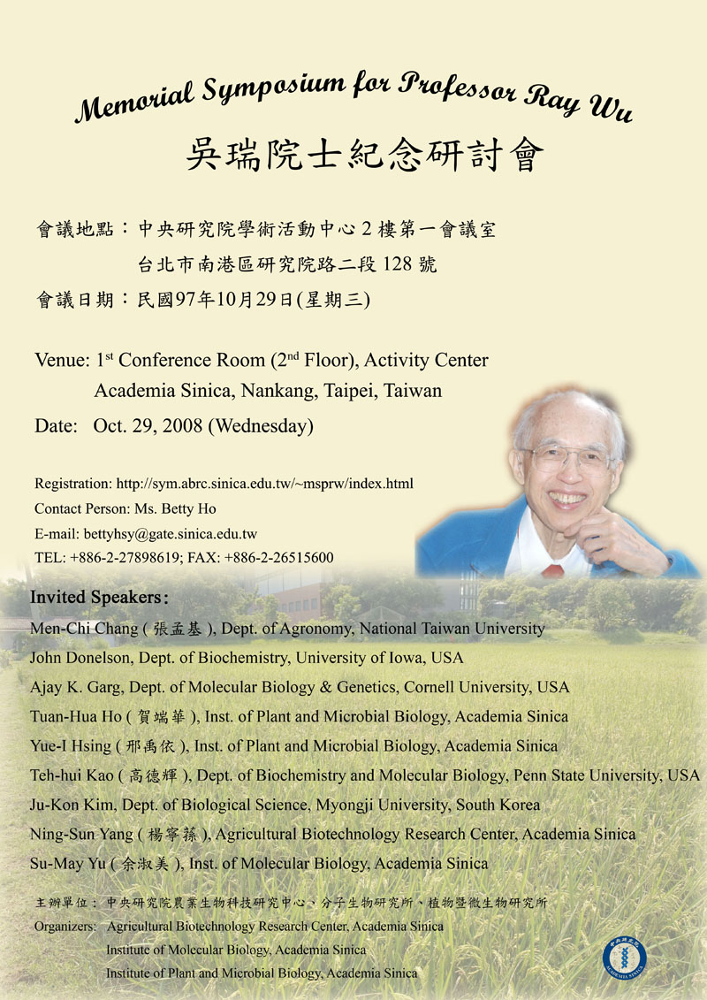 Memorial Symposium for Professor Ray Wu
吳瑞院士紀念研討會
會議地點：中央研究院學術活動中心 2 樓第一會議室
台北市南港區研究院路二段 128 號
會議日期：民國97年10月29日(星期三)
Venue: 1st Conference Room (2nd Floor), Activity Center
Academia Sinica, Nankang, Taipei, Taiwan
Date: Oct. 29, 2008 (Wednesday)
Registration: http://sym.abrc.sinica.edu.tw/~msprw/index.html
Contact Person: Ms. Betty Ho
E-mail: bettyhsy@gate.sinica.edu.tw
TEL: +886-2-27898619; FAX: +886-2-26515600
Invited Speakers：
Men-Chi Chang ( 張孟基 ), Dept. of Agronomy, National Taiwan University
John Donelson, Dept. of Biochemistry, University of Iowa, USA
Ajay K. Garg, Dept. of Molecular Biology & Genetics, Cornell University, USA
Tuan-Hua Ho ( 賀端華 ), Inst. of Plant and Microbial Biology, Academia Sinica
Yue-I Hsing ( 邢禹依 ), Inst. of Plant and Microbial Biology, Academia Sinica
Teh-hui Kao ( 高德輝 ), Dept. of Biochemistry and Molecular Biology, Penn State University, USA
Ju-Kon Kim, Dept. of Biological Science, Myongji University, South Korea
Ning-Sun Yang ( 楊寧蓀 ), Agricultural Biotechnology Research Center, Academia Sinica
Su-May Yu ( 余淑美 ), Inst. of Molecular Biology, Academia Sinica
主辦單位： 中央研究院農業生物科技研究中心、分子生物研究所、植物暨微生物研究所
Organizers: Agricultural Biotechnology Research Center, Academia Sinica
Institute of Molecular Biology, Academia Sinica
Institute of Plant and Microbial Biology, Academia Sinica
中央研究院
ACADEMIA SINICA